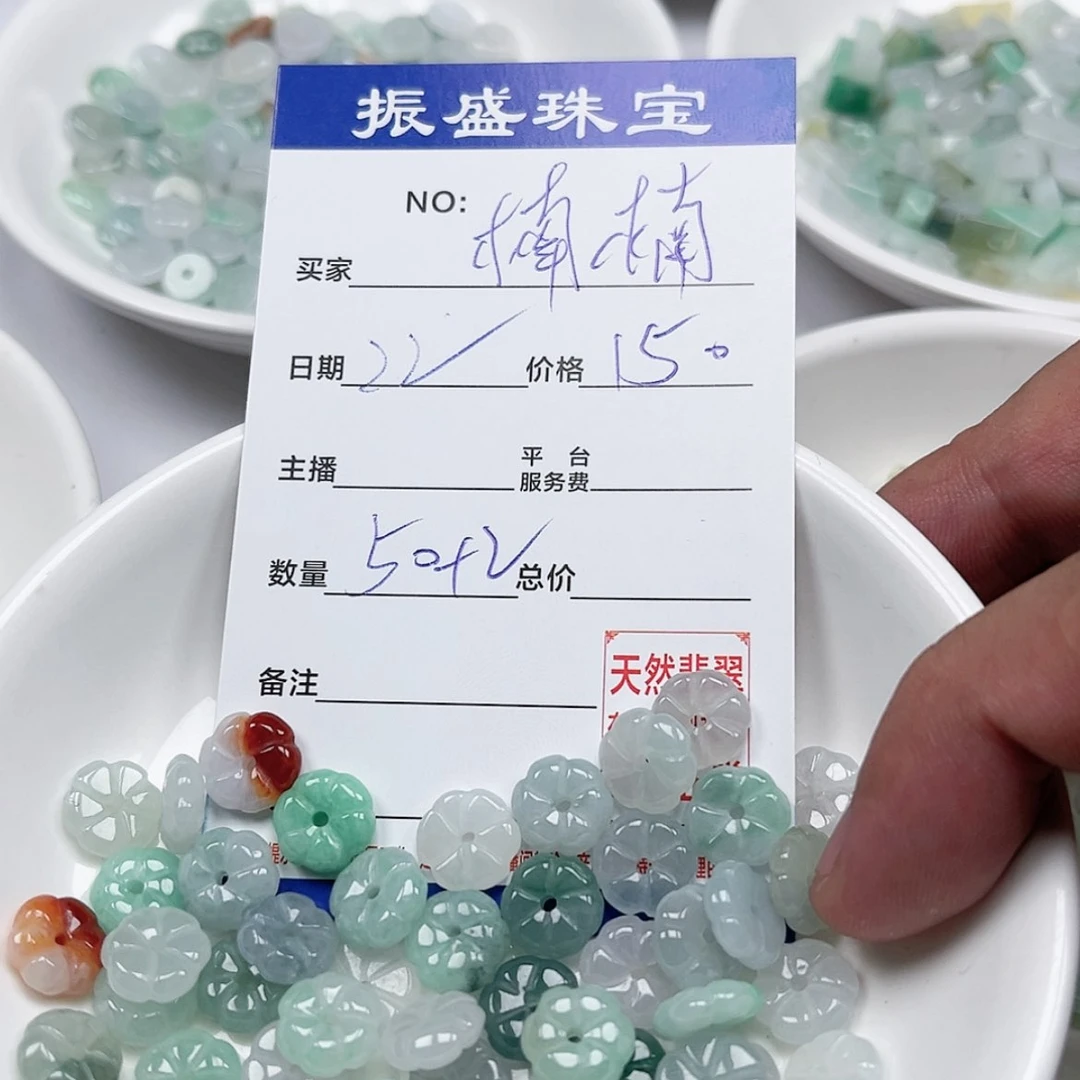 振盛珠宝
NO:
买家 楠楠
日期 22 价格 150
主播 平台服务费
数量 50+2 总价
备注
天然翡翠